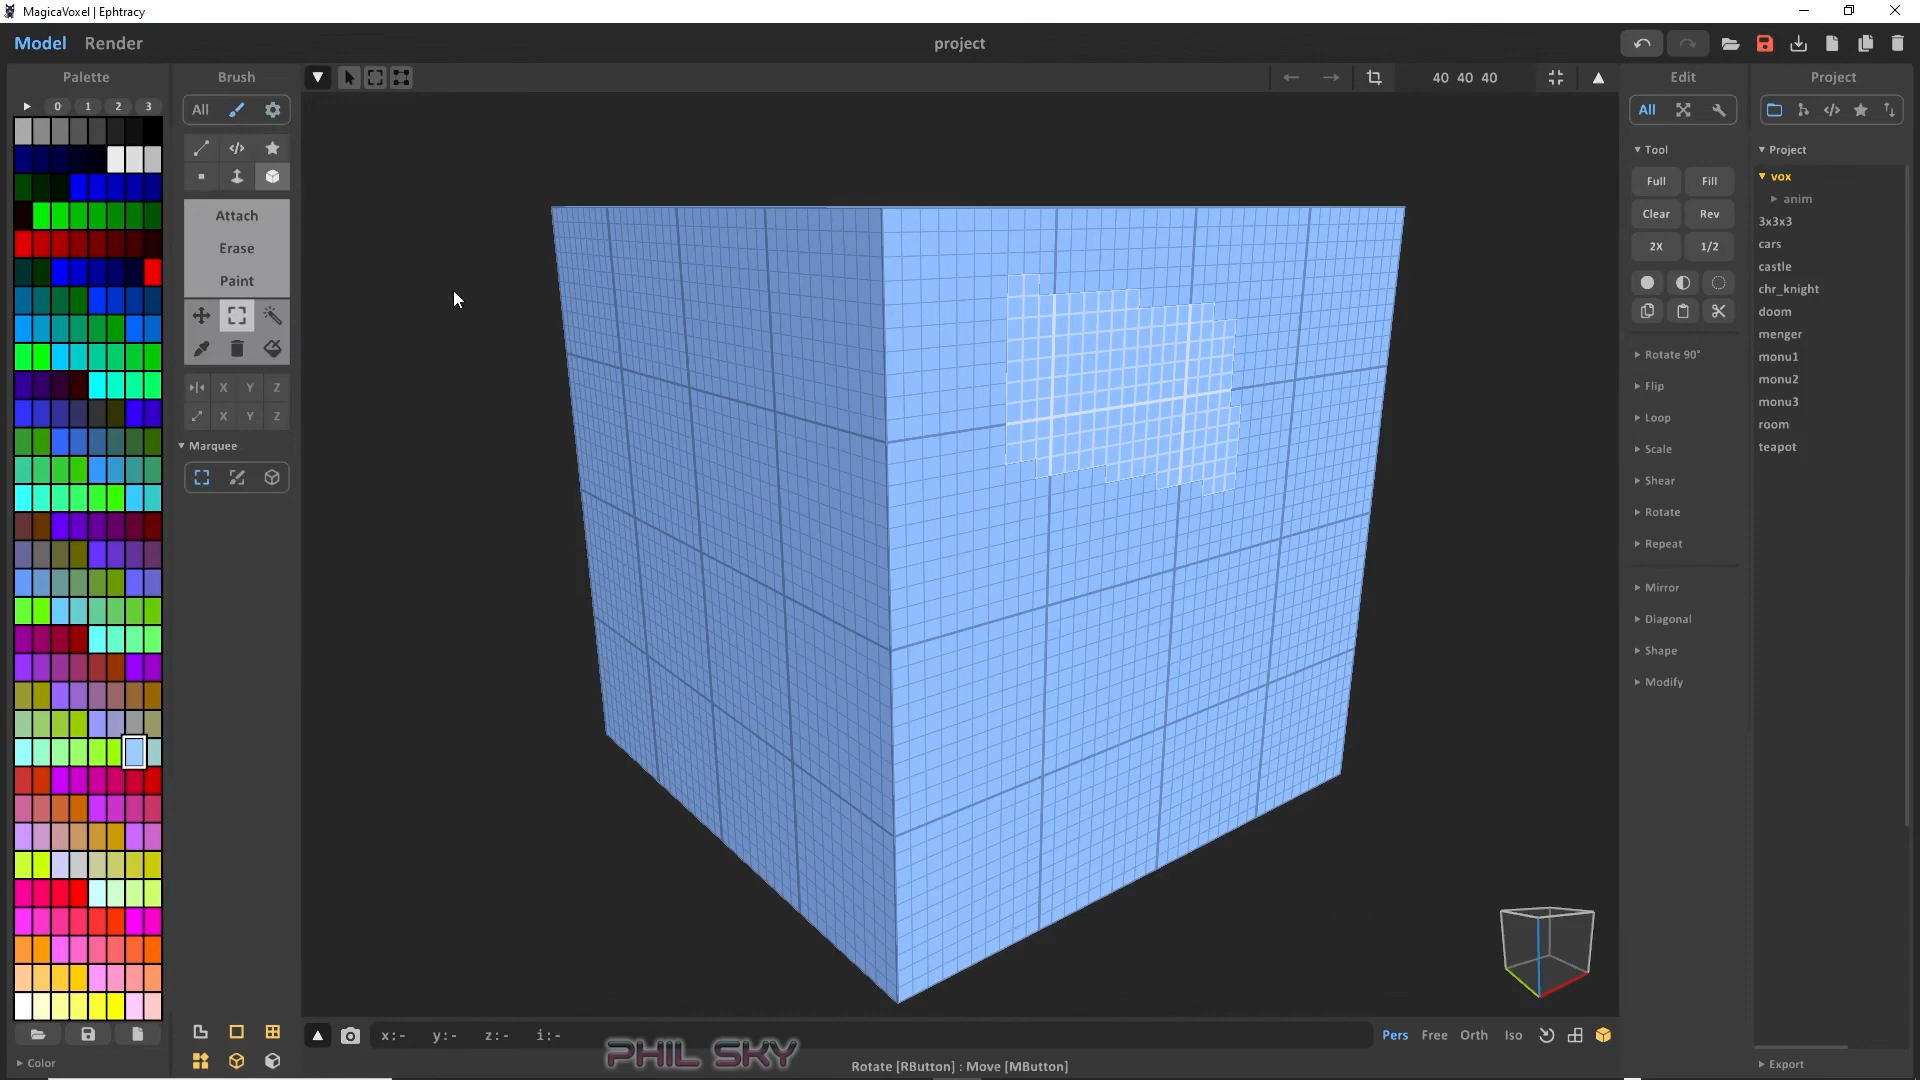 MagicaVoxel | Ephtracy
Model Render
project
Palette
Brush
40 40 40
Edit
Project
0 1 2 3
All
All
Tool
Project
Full Fill
vox
anim
Attach
Clear Rev
3x3x3
Erase
2X 1/2
cars
castle
Paint
chr_knight
doom
menger
Rotate 90°
monu1
X Y Z
Flip
monu2
X Y Z
Loop
monu3
room
Marquee
Scale
teapot
Shear
Rotate
Repeat
Mirror
Diagonal
Shape
Modify
x:- y:- z:- i:-
Pers Free Orth Iso
PHIL SKY
Color
Rotate [RButton] : Move [MButton]
Export